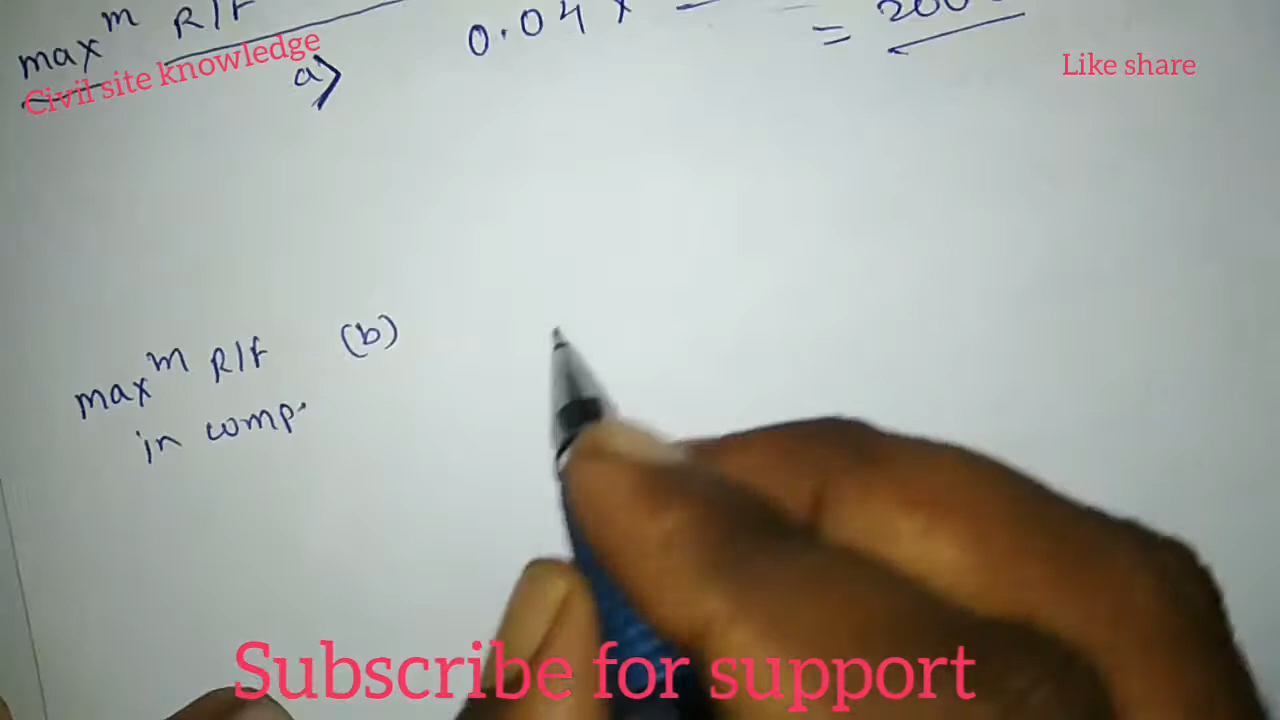 max^m R/F
a)
0.04 x
= 200
Civil site knowledge
Like share
max^m R/F (b)
in comp.
Subscribe for support